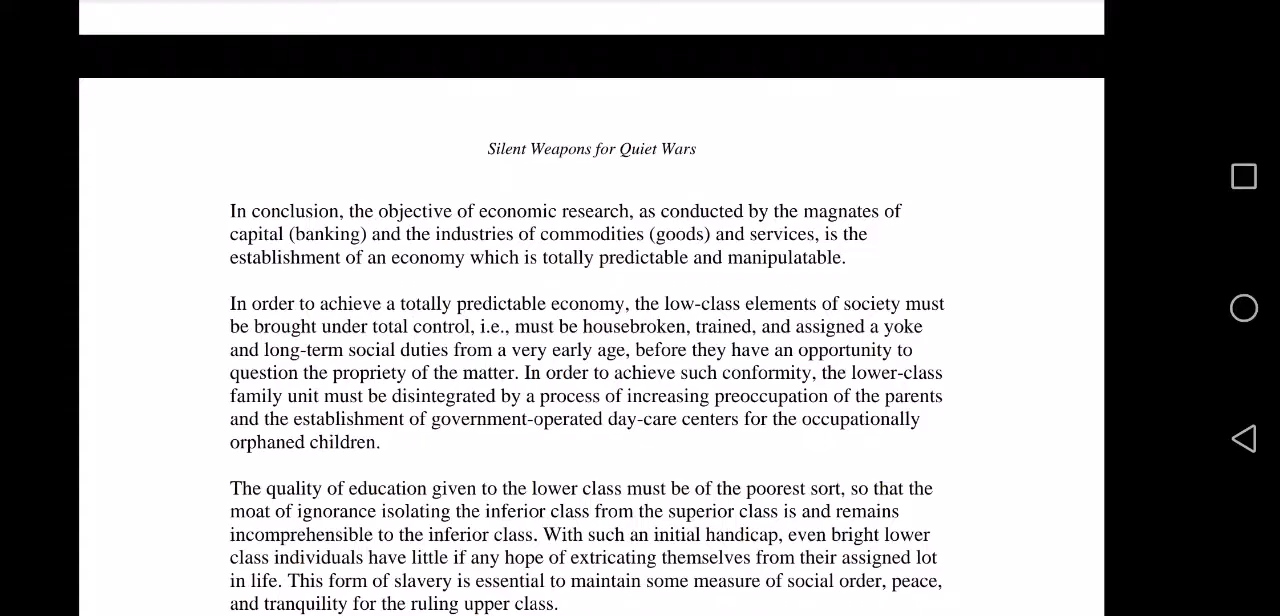 Silent Weapons for Quiet Wars
In conclusion, the objective of economic research, as conducted by the magnates of
capital (banking) and the industries of commodities (goods) and services, is the
establishment of an economy which is totally predictable and manipulatable.
In order to achieve a totally predictable economy, the low-class elements of society must
be brought under total control, i.e., must be housebroken, trained, and assigned a yoke
and long-term social duties from a very early age, before they have an opportunity to
question the propriety of the matter. In order to achieve such conformity, the lower-class
family unit must be disintegrated by a process of increasing preoccupation of the parents
and the establishment of government-operated day-care centers for the occupationally
orphaned children.
The quality of education given to the lower class must be of the poorest sort, so that the
moat of ignorance isolating the inferior class from the superior class is and remains
incomprehensible to the inferior class. With such an initial handicap, even bright lower
class individuals have little if any hope of extricating themselves from their assigned lot
in life. This form of slavery is essential to maintain some measure of social order, peace,
and tranquility for the ruling upper class.